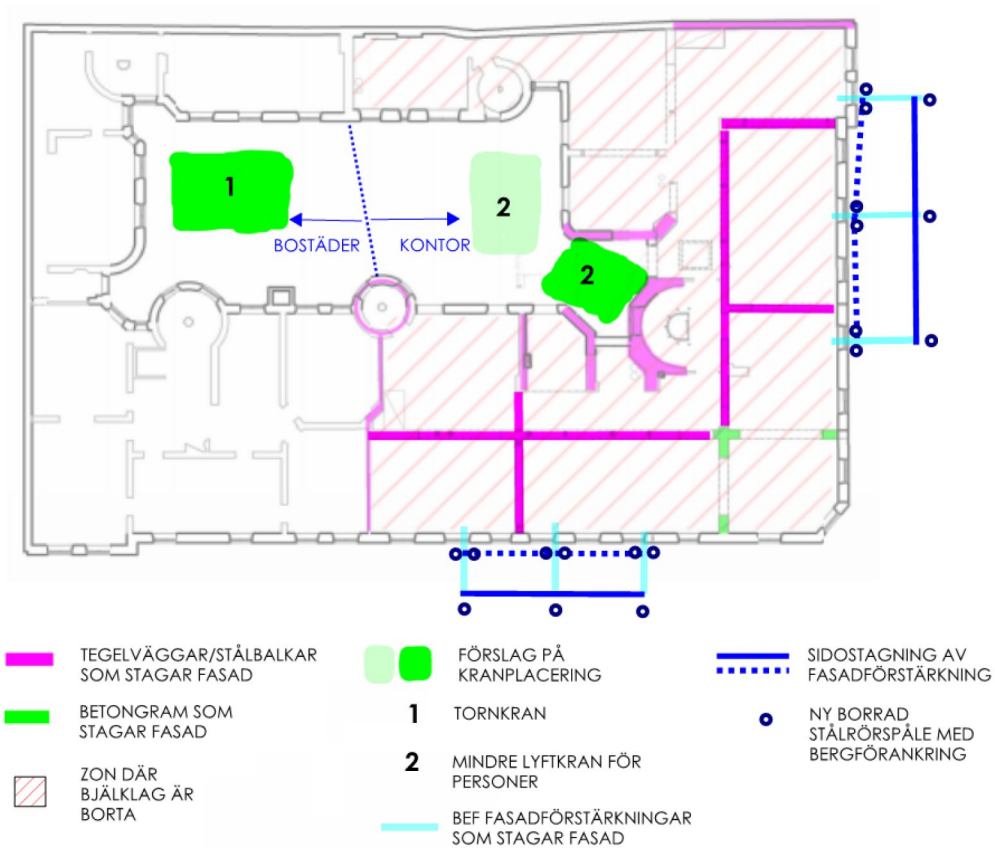 1
2
BOSTÄDER
KONTOR
2
TEGELVÄGGAR/STÅLBALKAR
SOM STAGAR FASAD
BETONGRAM SOM
STAGAR FASAD
ZON DÄR
BJÄLKLAG ÄR
BORTA
FÖRSLAG PÅ
KRANPLACERING
1 TORNKRAN
2 MINDRE LYFTKRAN FÖR
PERSONER
BEF FASADFÖRSTÄRKNINGAR
SOM STAGAR FASAD
SIDOSTAGNING AV
FASADFÖRSTÄRKNING
NY BORRAD
STÅLRÖRSPÅLE MED
BERGFÖRANKRING